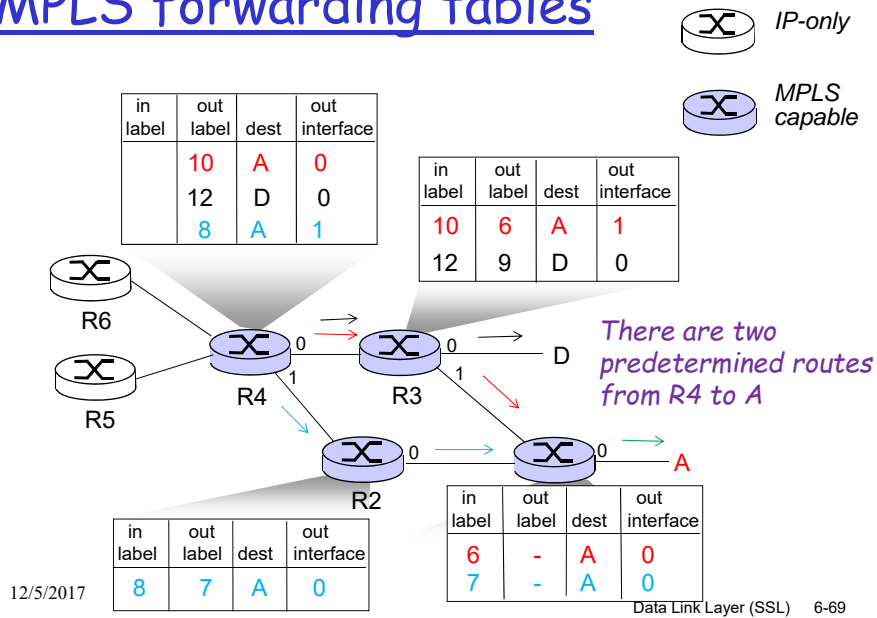 MPLS forwarding tables
IP-only
MPLS
capable
in out out
label label dest interface
10 A 0
12 D 0
8 A 1
in out out
label label dest interface
10 6 A 1
12 9 D 0
R6
R5
0
1
R4
0
1
R3
D
There are two
predetermined routes
from R4 to A
0
R2
0
A
in out out
label label dest interface
8 7 A 0
in out out
label label dest interface
6 - A 0
7 - A 0
12/5/2017
Data Link Layer (SSL) 6-69